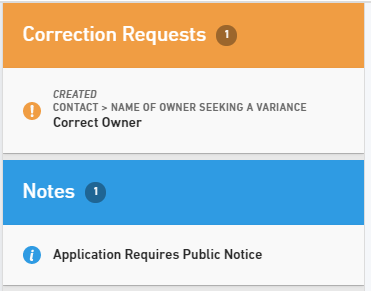 Correction Requests 1
CREATED
CONTACT > NAME OF OWNER SEEKING A VARIANCE
Correct Owner
Notes 1
Application Requires Public Notice